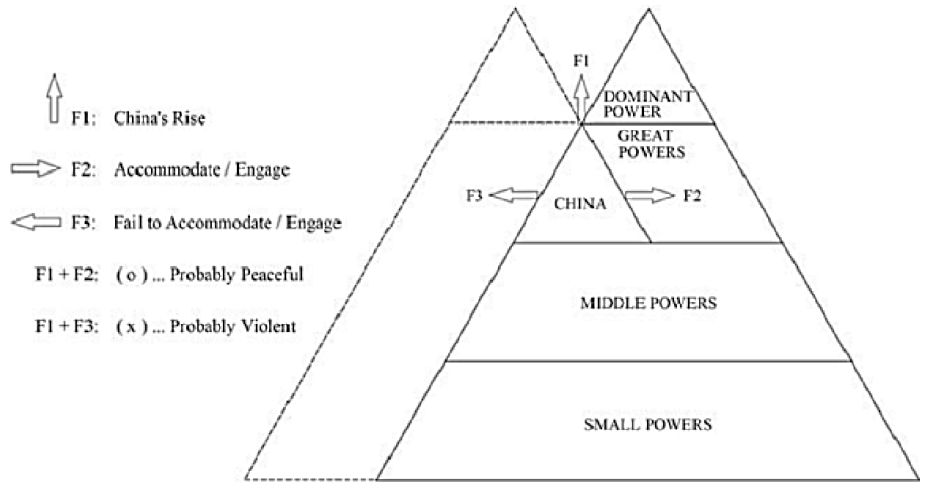 F1: China's Rise
F2: Accommodate / Engage
F3: Fail to Accommodate / Engage
F1 + F2: ( o ) ... Probably Peaceful
F1 + F3: ( x ) ... Probably Violent
F1
DOMINANT
POWER
GREAT
POWERS
F3
CHINA
F2
MIDDLE POWERS
SMALL POWERS